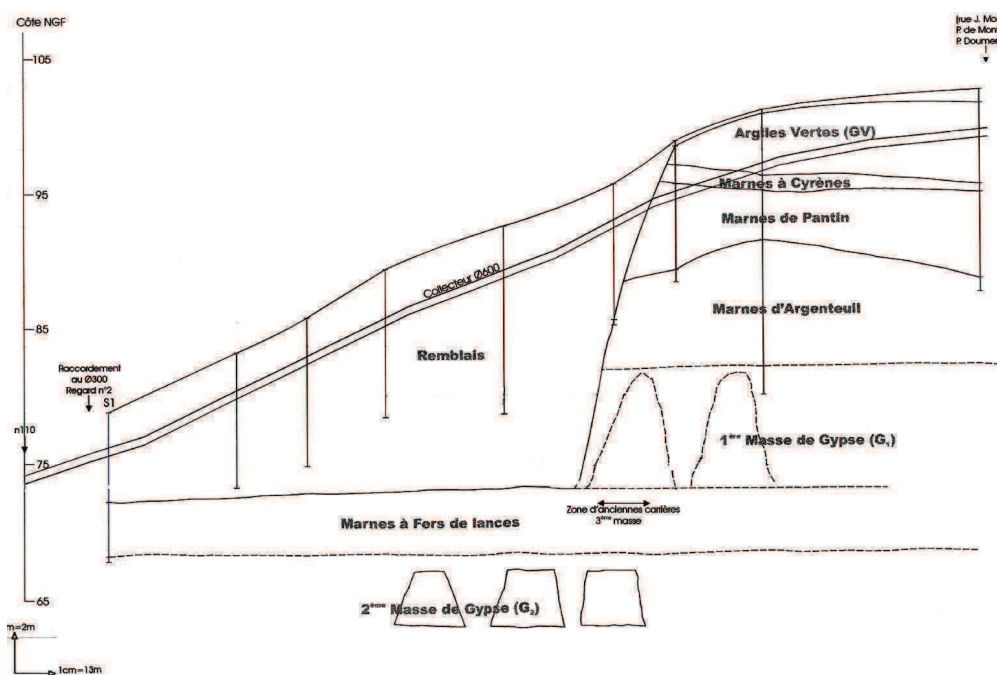 Côte NGF
(rue J. Mo
P. de Mon
P. Doumer
105
Argiles Vertes (GV)
95
Marnes à Cyrènes
Marnes de Pantin
Collecteur Ø600
85
Marnes d'Argenteuil
Remblais
Raccordement
au Ø300
Regard n°2
S1
n110
1ère Masse de Gypse (G1)
75
Zone d'anciennes carrières
3ème masse
Marnes à Fers de lances
65
2ème Masse de Gypse (G2)
m=2m
1cm=13m